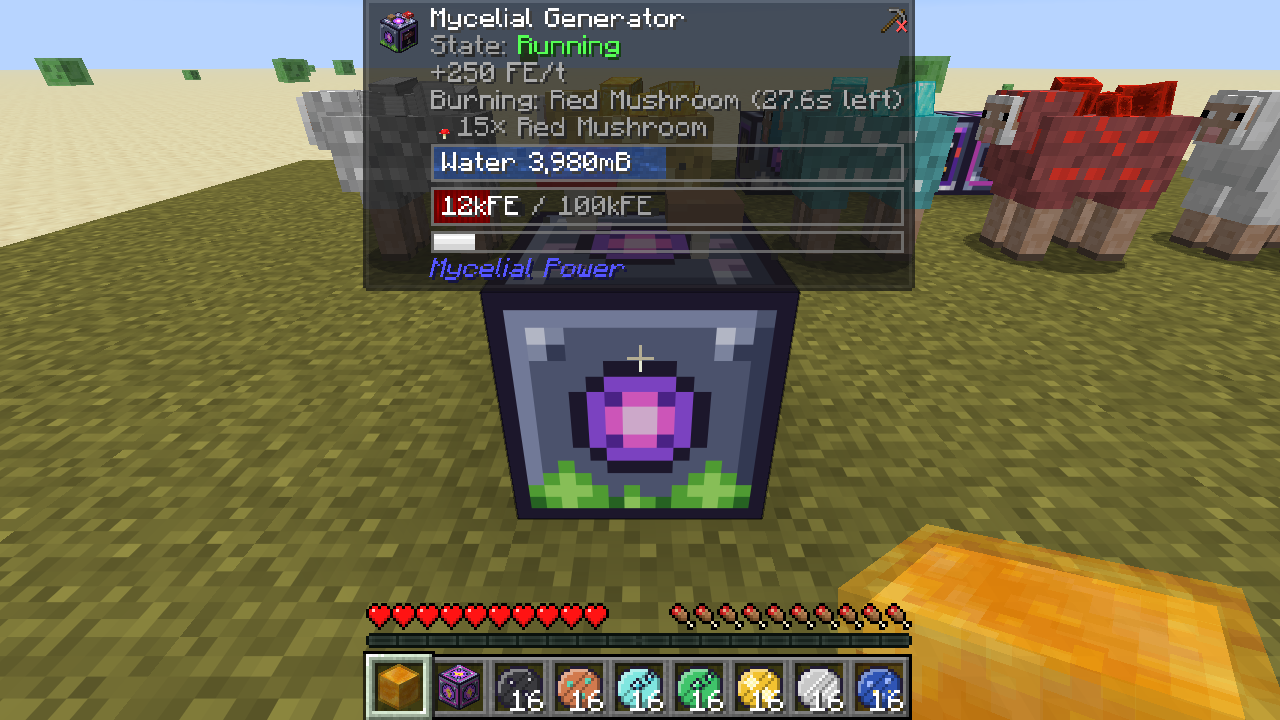 Mycelial Generator
State: Running
+250 FE/t
Burning: Red Mushroom (27.6s left)
15× Red Mushroom
Water 3,980mB
12kFE / 100kFE
Mycelial Power
16 16 16 16 16 16 16